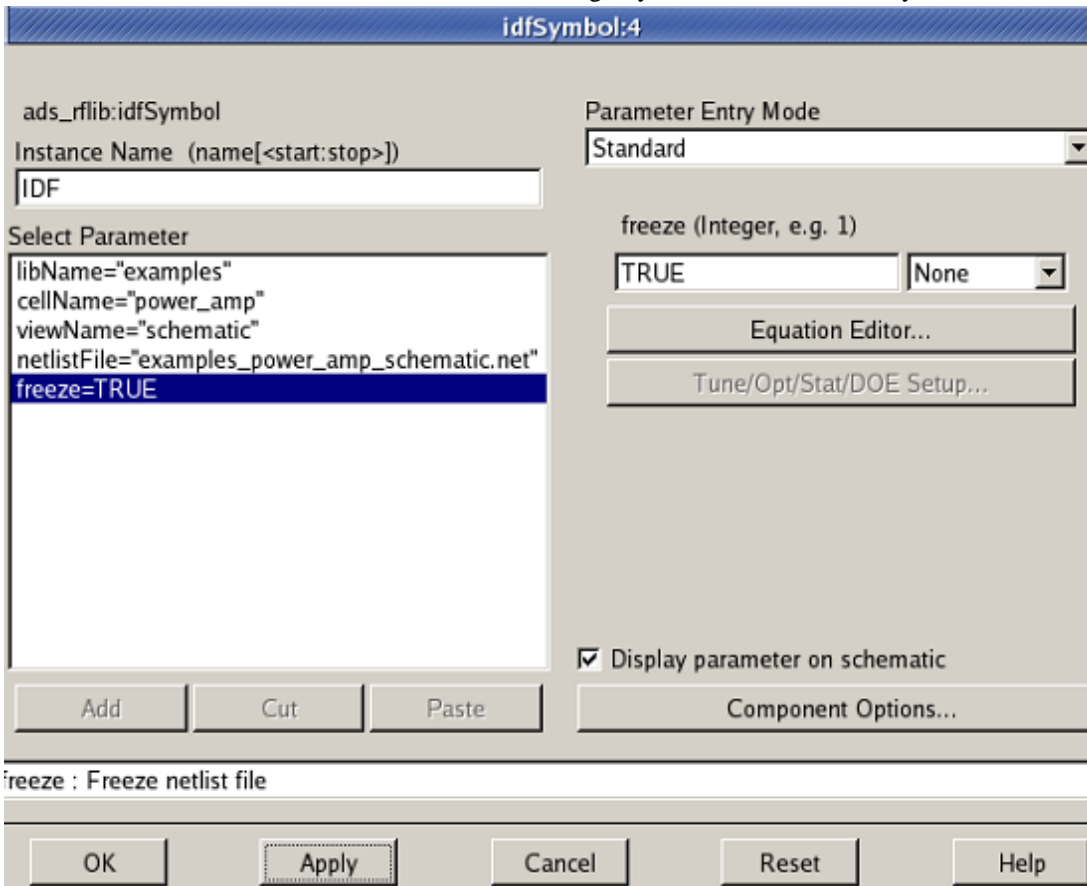 idfSymbol:4
ads_rflib:idfSymbol
Instance Name (name[<start:stop>])
IDF
Select Parameter
libName="examples"
cellName="power_amp"
viewName="schematic"
netlistFile="examples_power_amp_schematic.net"
freeze=TRUE
Add Cut Paste
Parameter Entry Mode
Standard
freeze (Integer, e.g. 1)
TRUE None
Equation Editor...
Tune/Opt/Stat/DOE Setup...
Display parameter on schematic
Component Options...
freeze : Freeze netlist file
OK Apply Cancel Reset Help